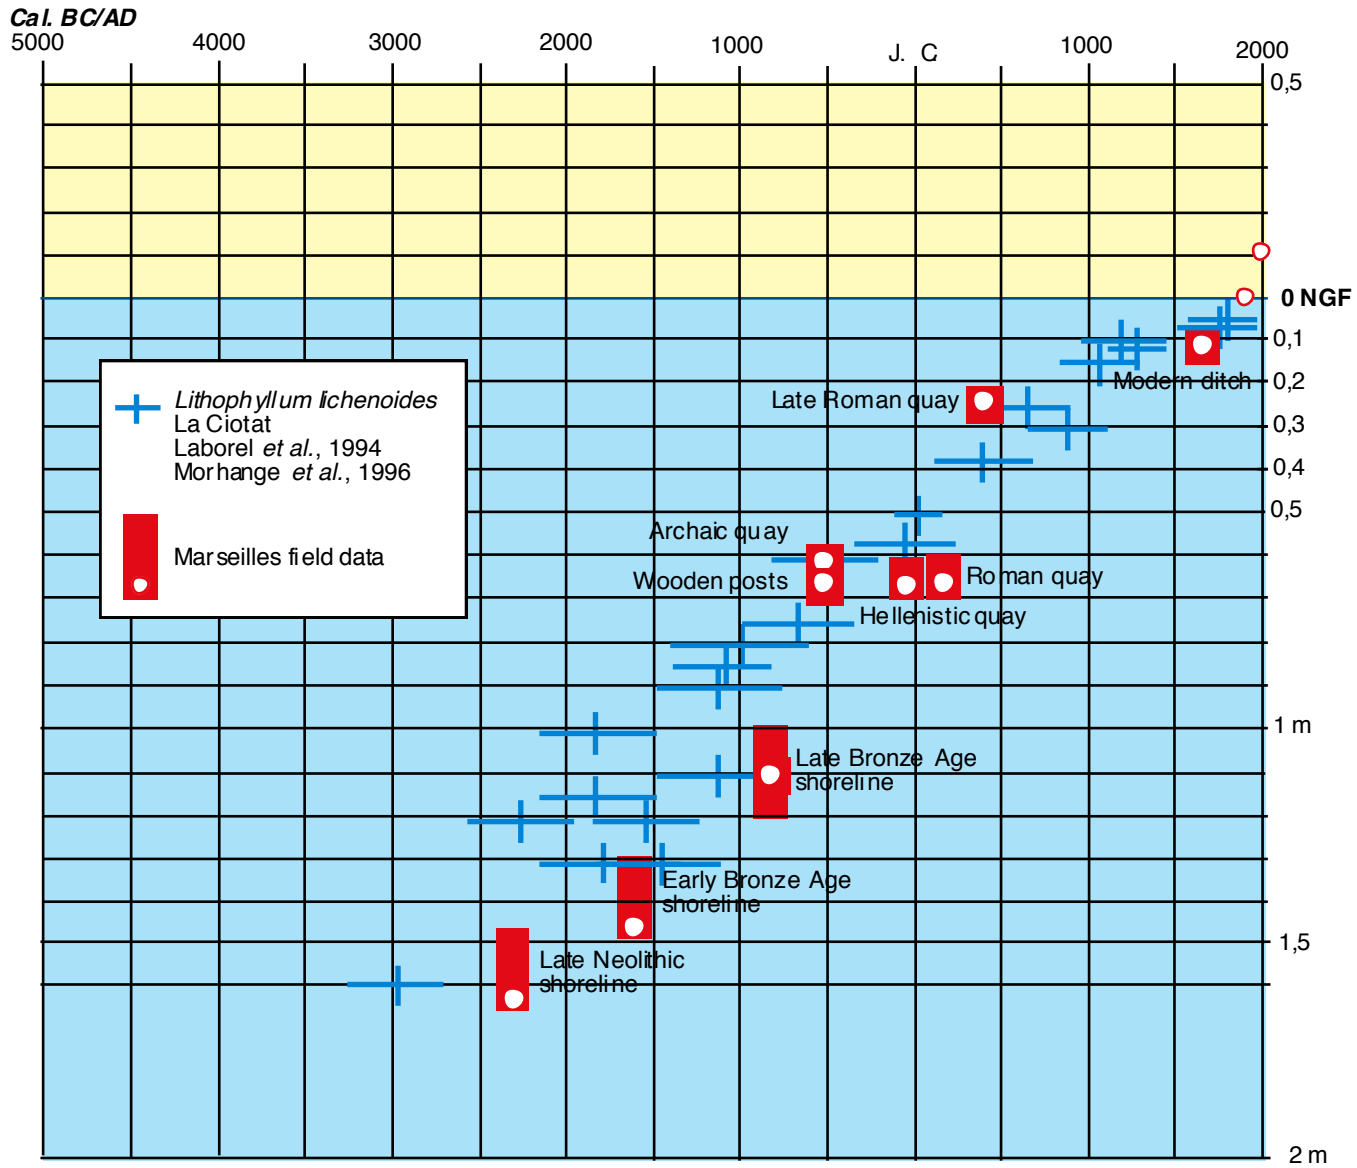 Cal. BC/AD
5000 4000 3000 2000 1000 J. C 1000 2000
0,5
0 NGF
0,1
Modern ditch
0,2
Lithophyllum lichenoides
La Ciotat
Laborel et al., 1994
Morhange et al., 1996
Late Roman quay
0,3
0,4
0,5
Archaic quay
Marseilles field data
Wooden posts
Roman quay
Hellenistic quay
1 m
Late Bronze Age
shoreline
Early Bronze Age
shoreline
1,5
Late Neolithic
shoreline
2 m